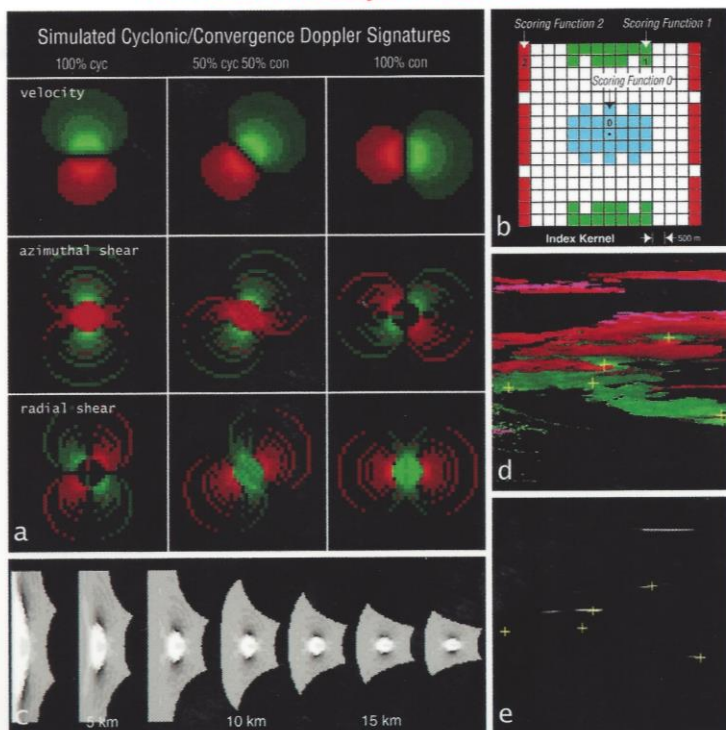 Simulated Cyclonic/Convergence Doppler Signatures
100% cyc 50% cyc 50% con 100% con
velocity
azimuthal shear
radial shear
a
Scoring Function 2 Scoring Function 1
2 1
Scoring Function 0
0
b
Index Kernel 500 m
d
c
5 km 10 km 15 km
e